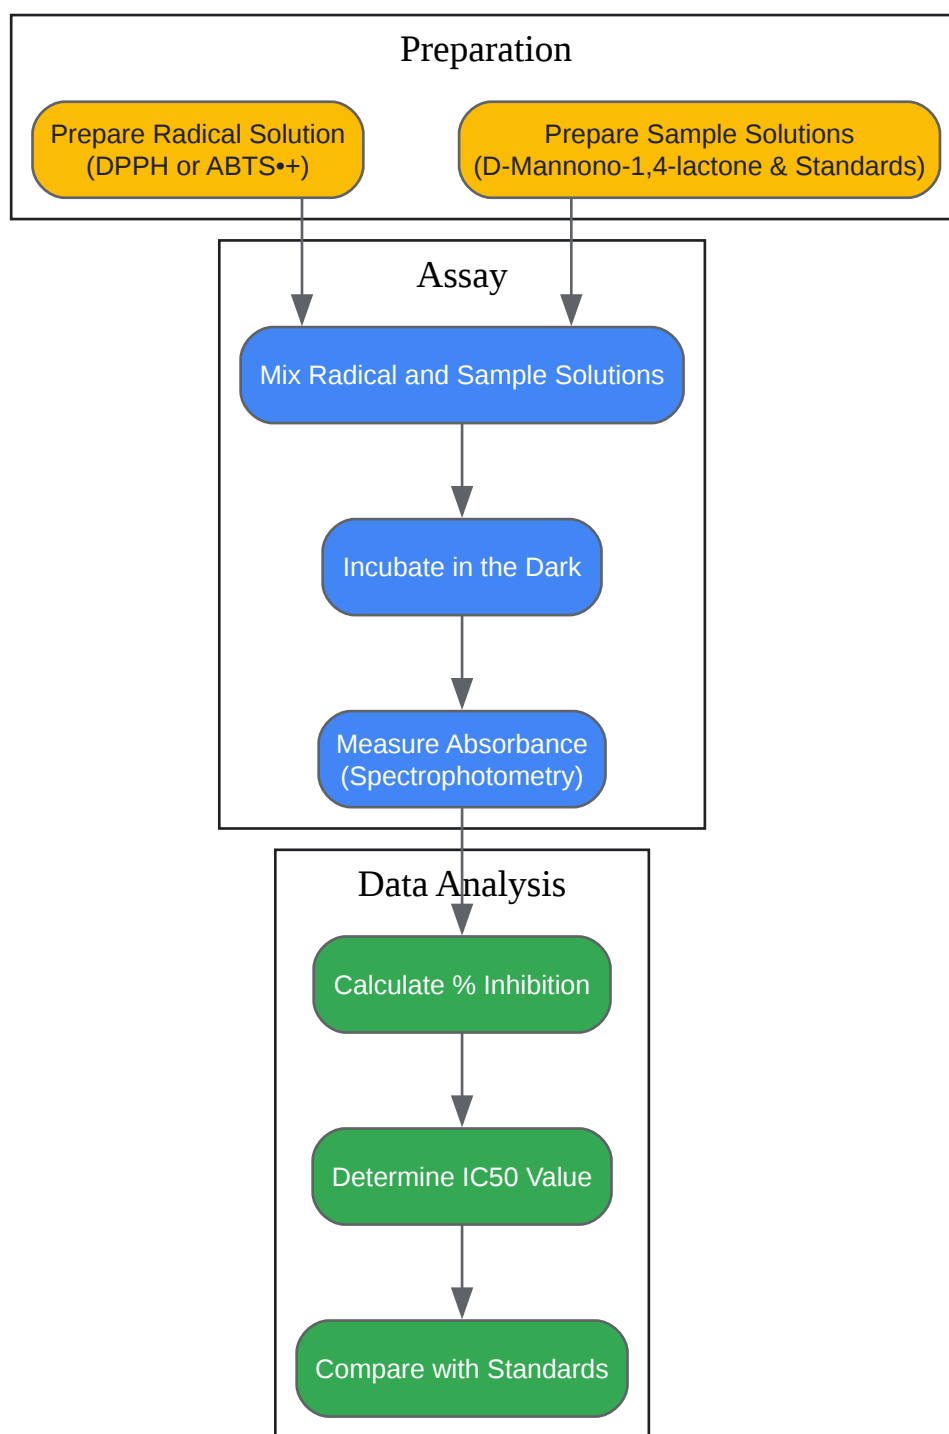 Preparation
Prepare Radical Solution
(DPPH or ABTS•+)
Prepare Sample Solutions
(D-Mannono-1,4-lactone & Standards)
Assay
Mix Radical and Sample Solutions
Incubate in the Dark
Measure Absorbance
(Spectrophotometry)
Data Analysis
Calculate % Inhibition
Determine IC50 Value
Compare with Standards